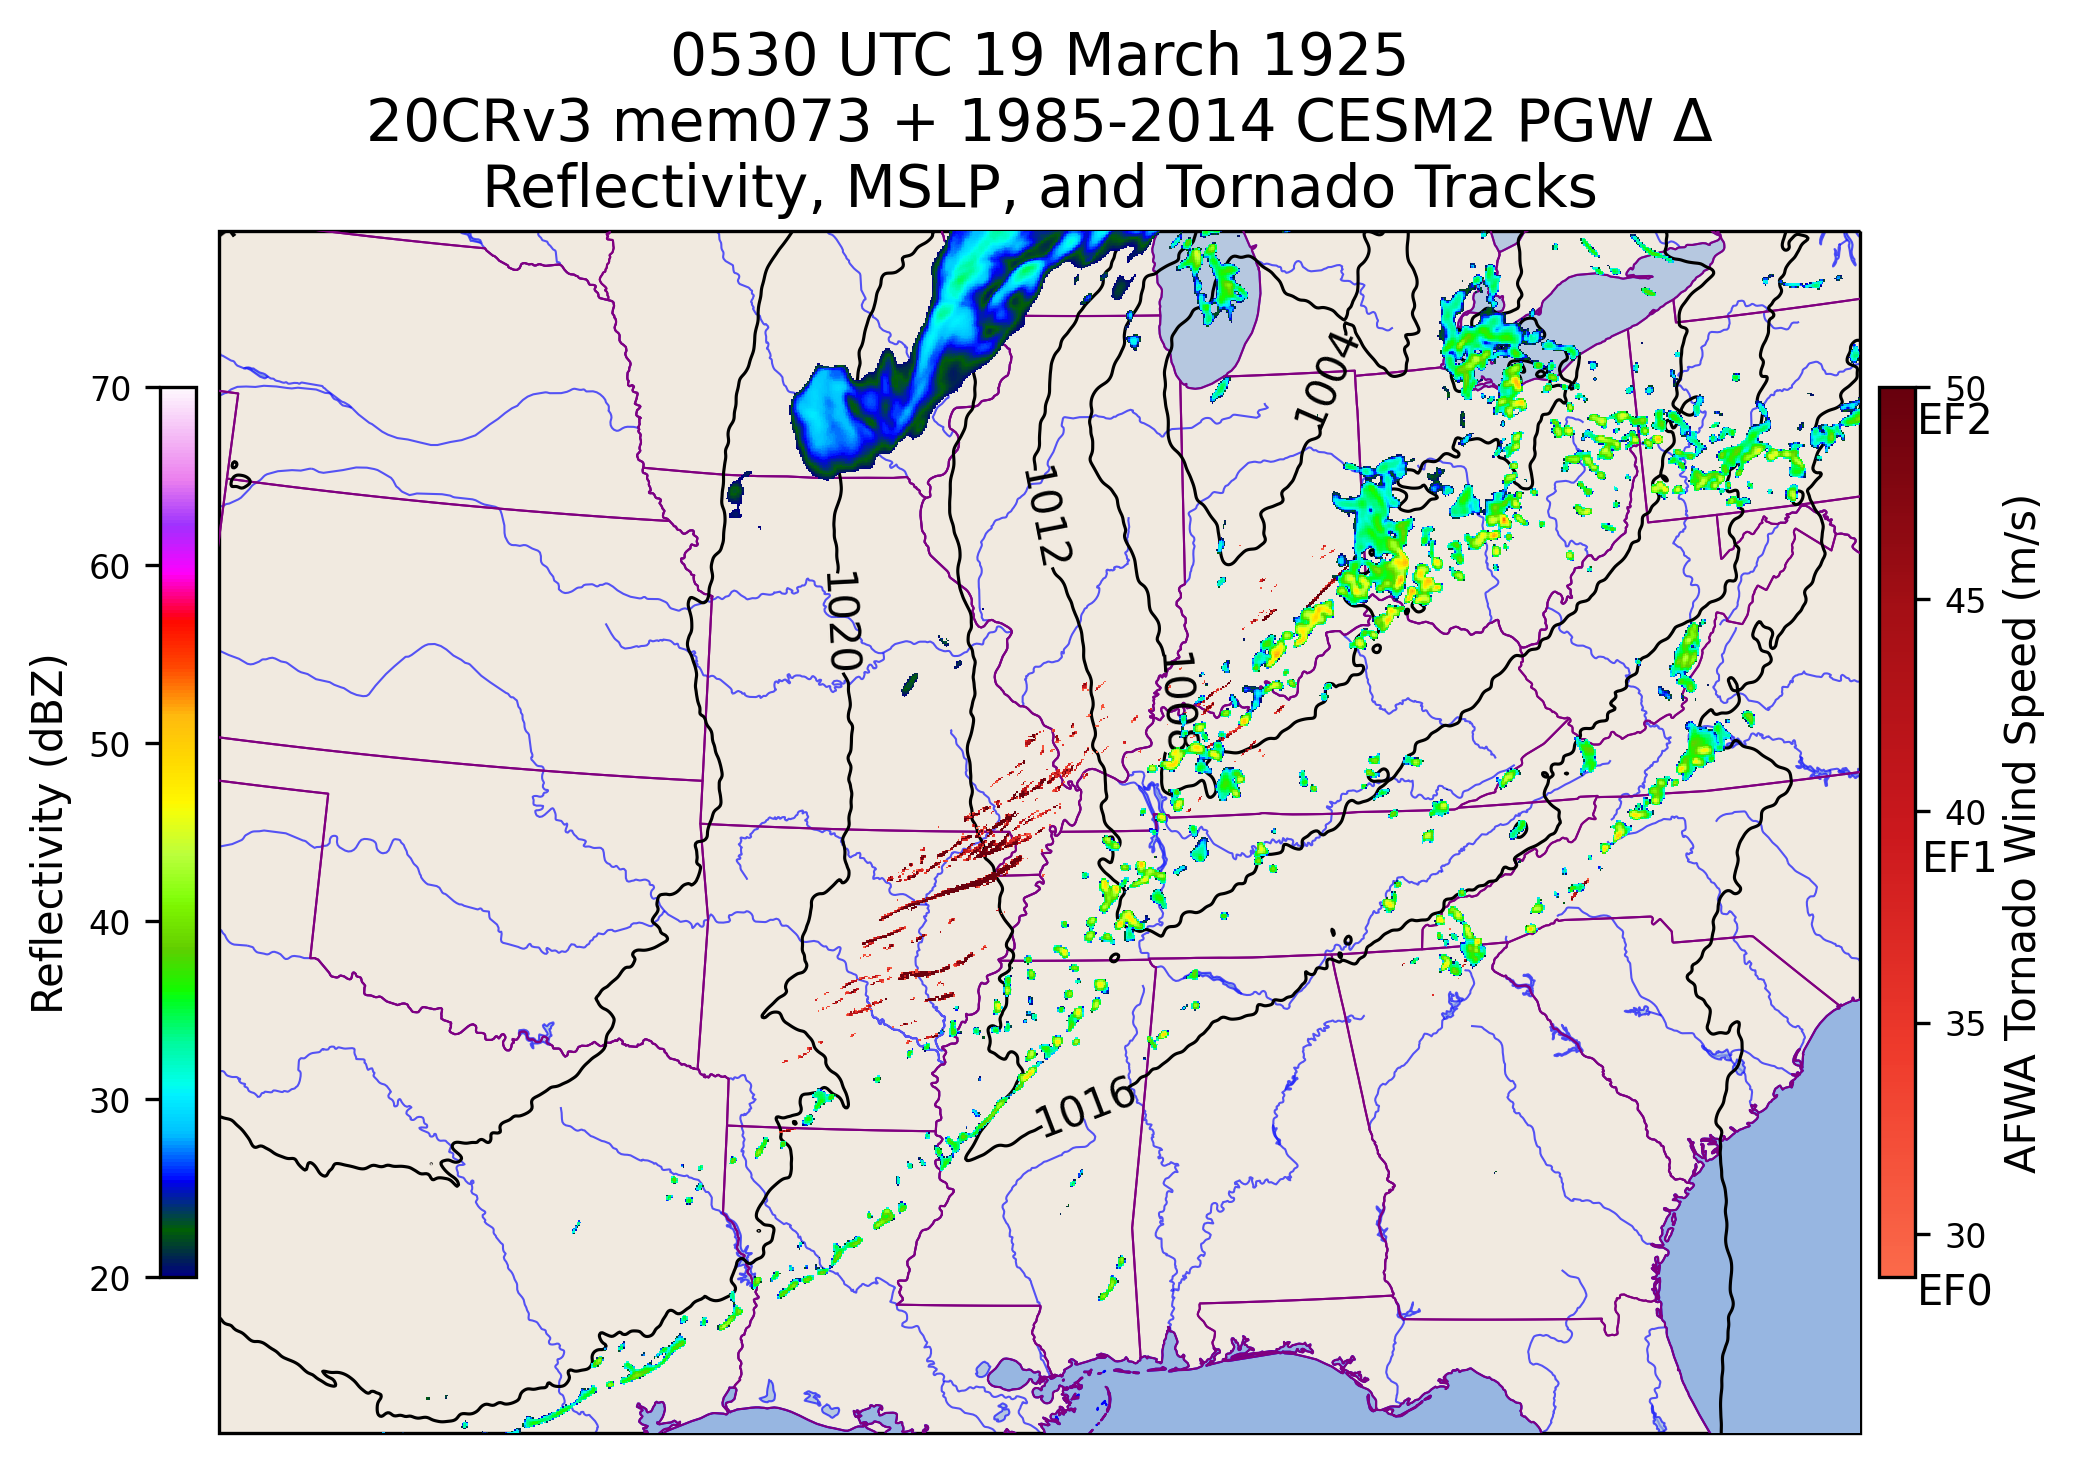 0530 UTC 19 March 1925
20CRv3 mem073 + 1985-2014 CESM2 PGW Δ
Reflectivity, MSLP, and Tornado Tracks
Reflectivity (dBZ)
70
60
50
40
30
20
1004
1012
1020
1008
1016
50
EF2
45
40
EF1
35
30
EF0
AFWA Tornado Wind Speed (m/s)